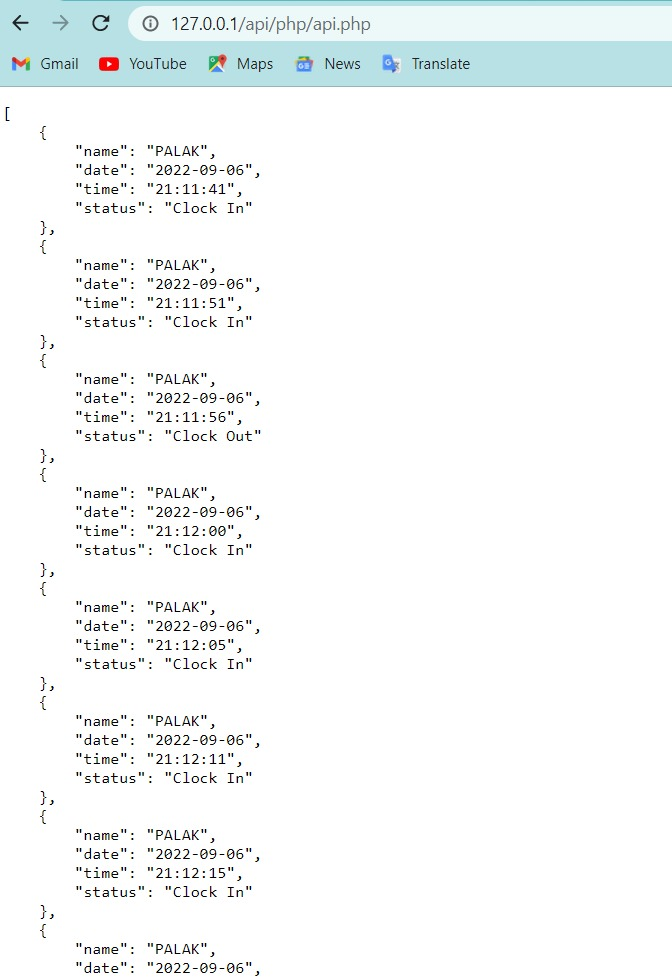 127.0.0.1/api/php/api.php
Gmail YouTube Maps News Translate
[
    {
        "name": "PALAK",
        "date": "2022-09-06",
        "time": "21:11:41",
        "status": "Clock In"
    },
    {
        "name": "PALAK",
        "date": "2022-09-06",
        "time": "21:11:51",
        "status": "Clock In"
    },
    {
        "name": "PALAK",
        "date": "2022-09-06",
        "time": "21:11:56",
        "status": "Clock Out"
    },
    {
        "name": "PALAK",
        "date": "2022-09-06",
        "time": "21:12:00",
        "status": "Clock In"
    },
    {
        "name": "PALAK",
        "date": "2022-09-06",
        "time": "21:12:05",
        "status": "Clock In"
    },
    {
        "name": "PALAK",
        "date": "2022-09-06",
        "time": "21:12:11",
        "status": "Clock In"
    },
    {
        "name": "PALAK",
        "date": "2022-09-06",
        "time": "21:12:15",
        "status": "Clock In"
    },
    {
        "name": "PALAK",
        "date": "2022-09-06",